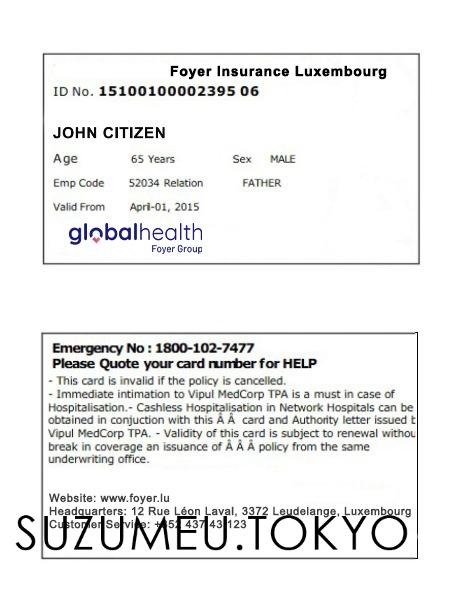 Foyer Insurance Luxembourg
ID No. 15100100002395 06
JOHN CITIZEN
Age 65 Years Sex MALE
Emp Code 52034 Relation FATHER
Valid From April-01, 2015
globalhealth
Foyer Group
Emergency No : 1800-102-7477
Please Quote your card number for HELP
- This card is invalid if the policy is cancelled.
- Immediate intimation to Vipul MedCorp TPA is a must in case of
Hospitalisation.- Cashless Hospitalisation in Network Hospitals can be
obtained in conjuction with this Â Â card and Authority letter issued b
Vipul MedCorp TPA. - Validity of this card is subject to renewal withou
break in coverage an issuance of Â Â Â policy from the same
underwriting office.
Website: www.foyer.lu
Headquarters: 12 Rue Léon Laval, 3372 Leudelange, Luxembourg
Customer Service: +352 437 43 123
SUZUMEU.TOKYO